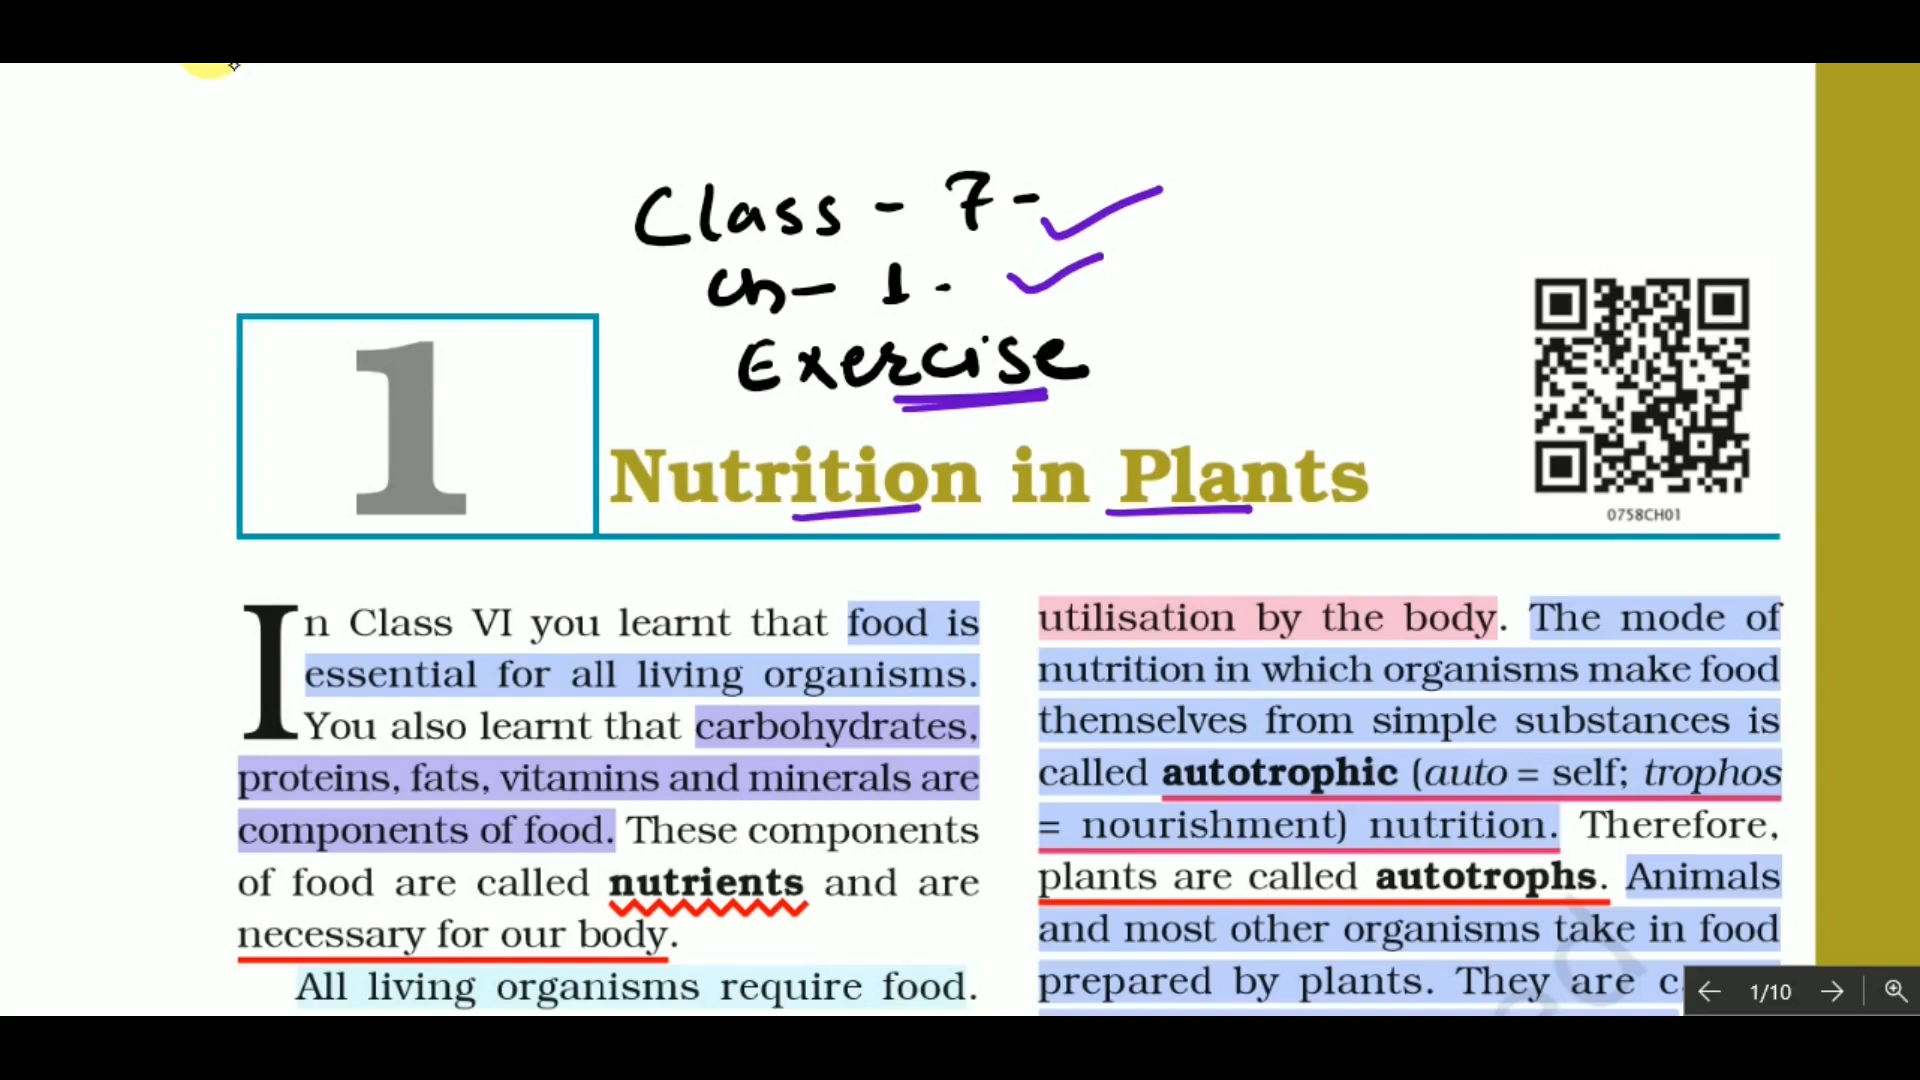 Class - 7 -
Ch - 1 -
Exercise
1
Nutrition in Plants
0758CH01
In Class VI you learnt that food is
essential for all living organisms.
You also learnt that carbohydrates,
proteins, fats, vitamins and minerals are
components of food. These components
of food are called nutrients and are
necessary for our body.
All living organisms require food.
utilisation by the body. The mode of
nutrition in which organisms make food
themselves from simple substances is
called autotrophic (auto = self; trophos
= nourishment) nutrition. Therefore,
plants are called autotrophs. Animals
and most other organisms take in food
prepared by plants. They are
1/10